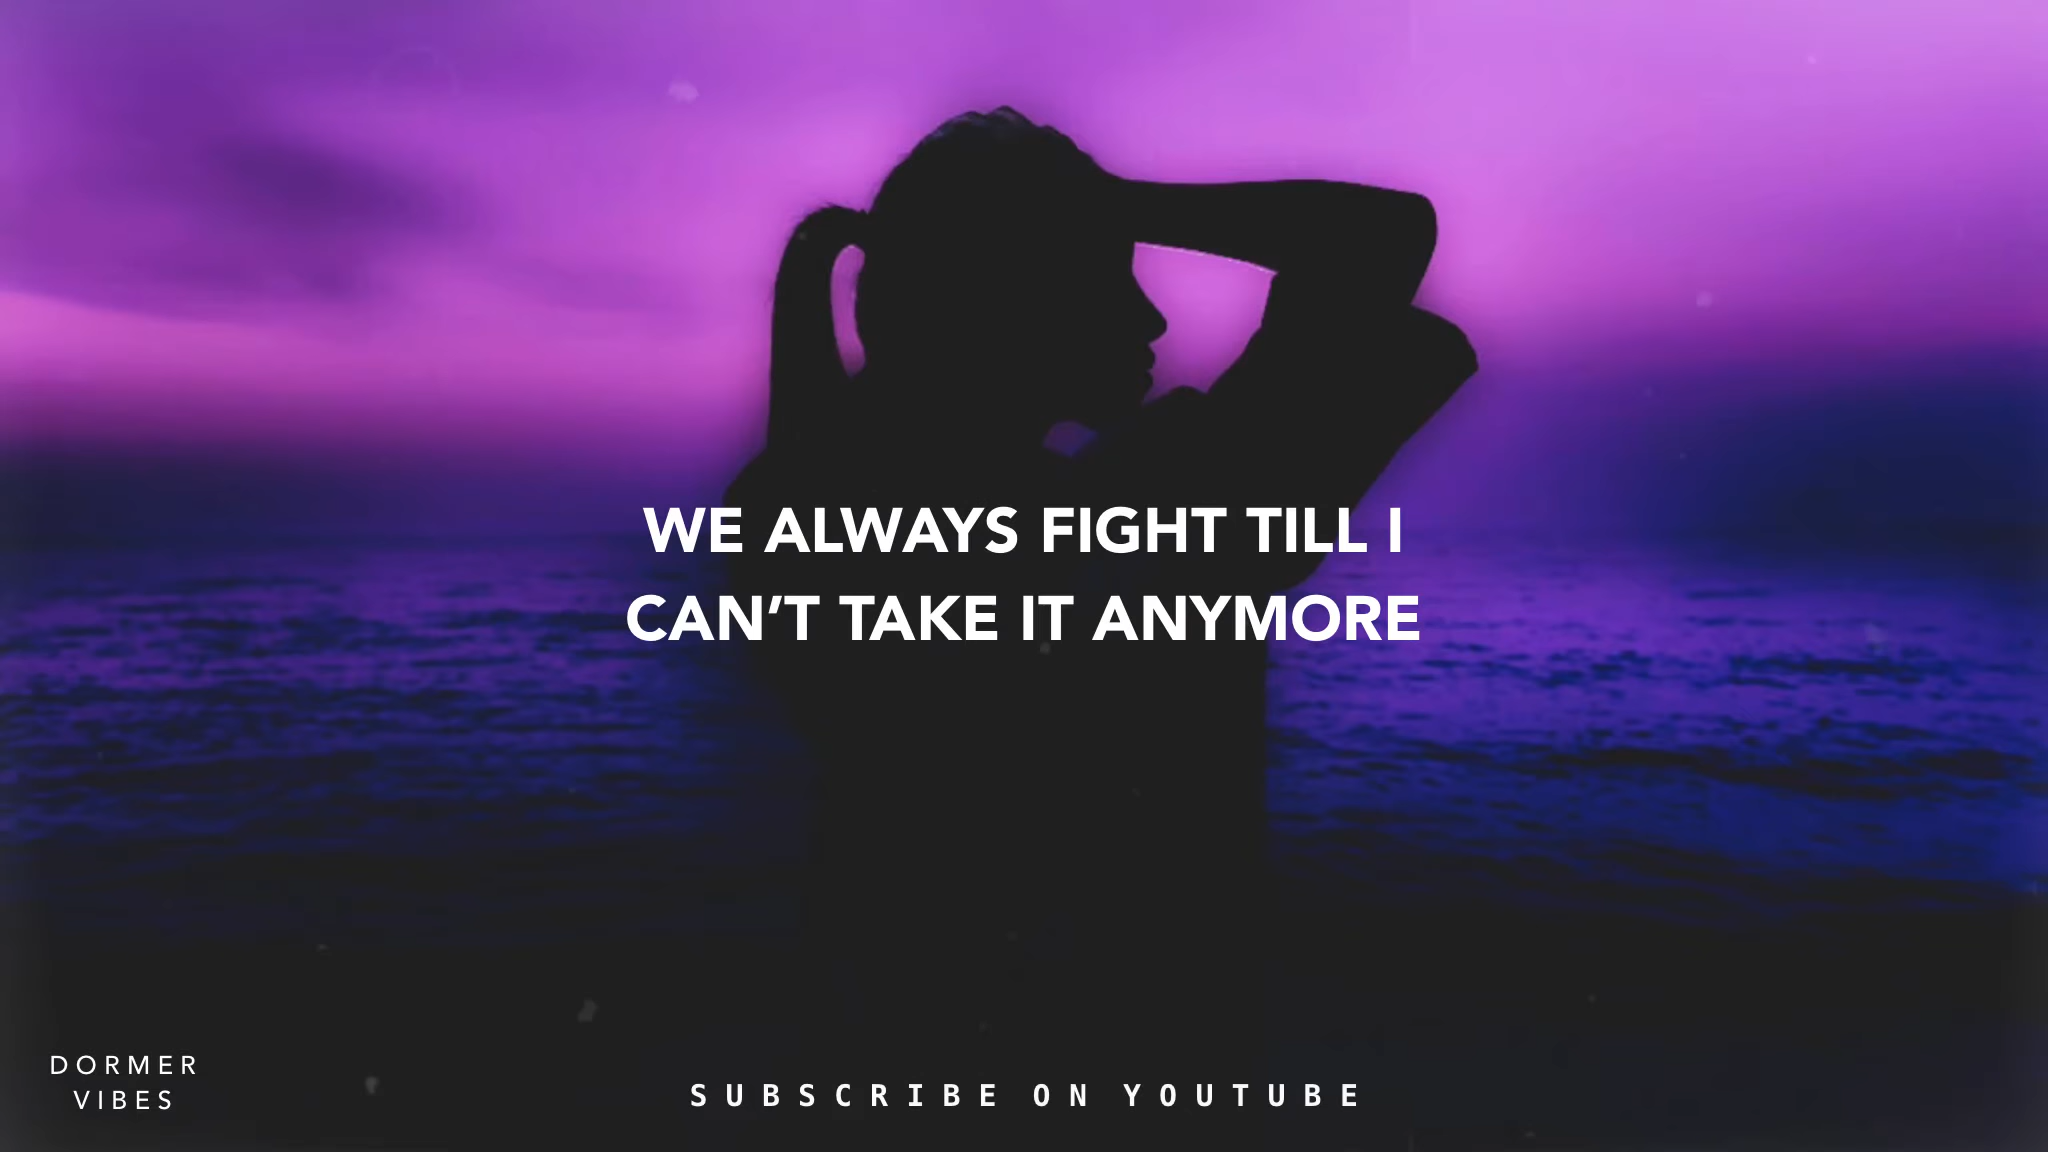 WE ALWAYS FIGHT TILL I
CAN’T TAKE IT ANYMORE
DORMER
VIBES
SUBSCRIBE ON YOUTUBE